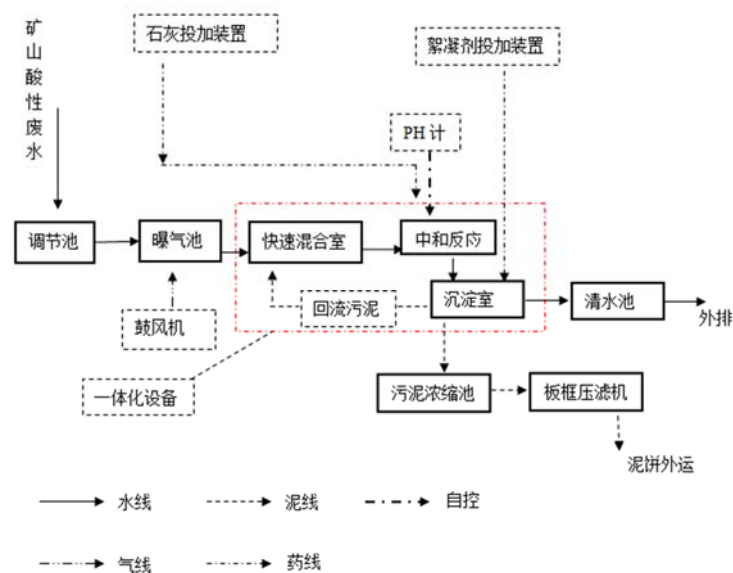 矿山酸性废水
石灰投加装置
絮凝剂投加装置
PH 计
调节池
曝气池
快速混合室
中和反应
鼓风机
回流污泥
沉淀室
清水池
外排
一体化设备
污泥浓缩池
板框压滤机
泥饼外运
水线
泥线
自控
气线
药线